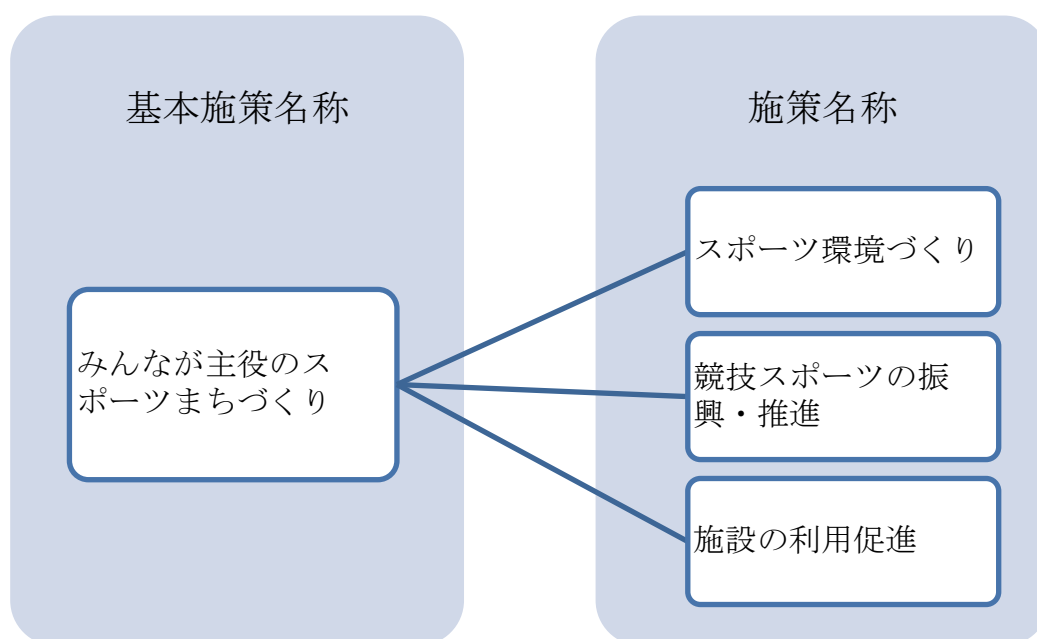 基本施策名称
みんなが主役のス
ポーツまちづくり
施策名称
スポーツ環境づくり
競技スポーツの振
興・推進
施設の利用促進